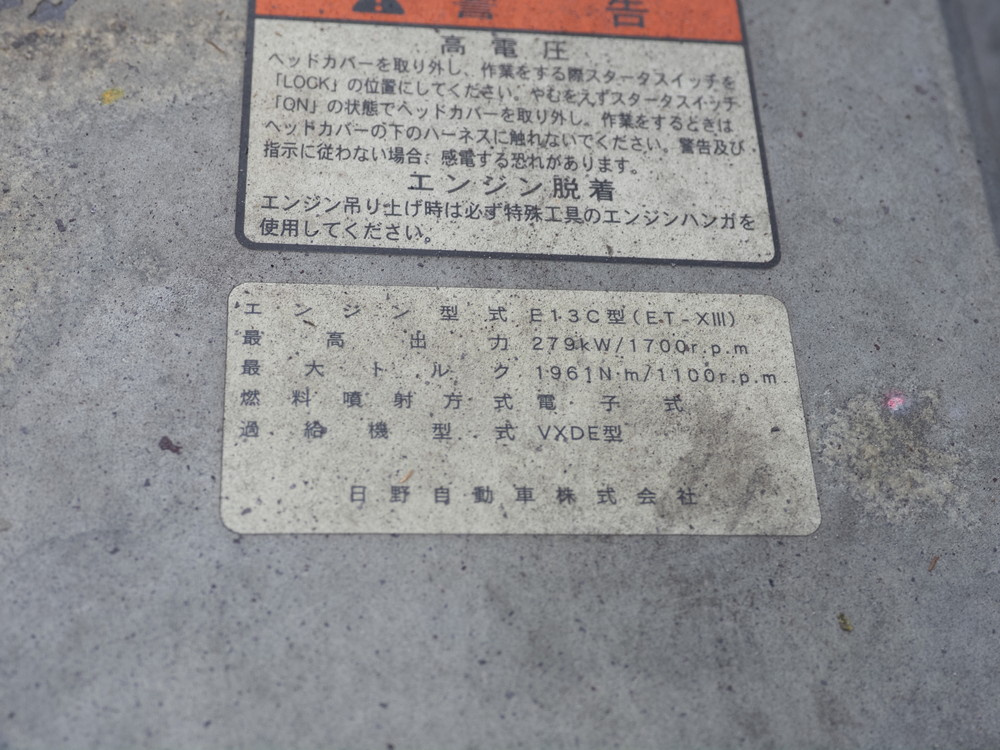 警告
高電圧
ヘッドカバーを取り外し、作業をする際スタータスイッチを
「LOCK」の位置にしてください。やむをえずスタータスイッチ
「ON」の状態でヘッドカバーを取り外し。作業をするときは
ヘッドカバーの下のハーネスに触れないでください。警告及び
指示に従わない場合、感電する恐れがあります。
エンジン脱着
エンジン吊り上げ時は必ず特殊工具のエンジンハンガを
使用してください。
エンジン型式 E13C型(ET-XIII)
最高出力 279kW/1700r.p.m
最大トルク 1961N·m/1100r.p.m
燃料噴射方式 電子式
過給機型式 VXDE型
日野自動車株式会社